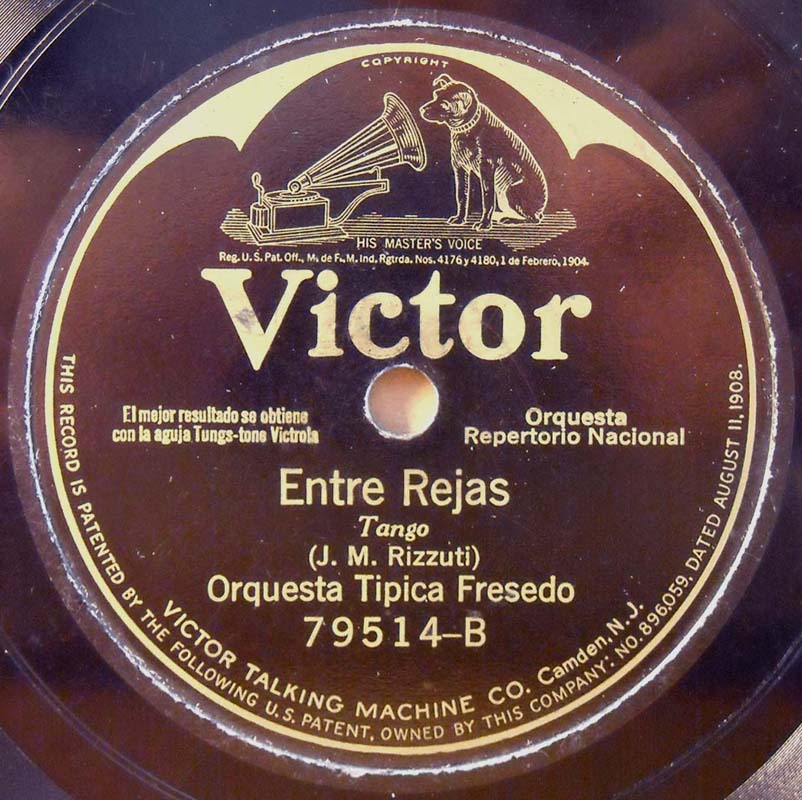 COPYRIGHT
HIS MASTER'S VOICE
Reg. U. S. Pat. Off., M. de F., M. Ind. Rgtrda. Nos. 4176 y 4180, 1 de Febrero, 1904.
Victor
El mejor resultado se obtiene
con la aguja Tungs-tone Victrola
Orquesta
Repertorio Nacional
Entre Rejas
Tango
(J. M. Rizzuti)
Orquesta Tipica Fresedo
79514-B
VICTOR TALKING MACHINE CO. Camden, N. J.
THIS RECORD IS PATENTED BY THE FOLLOWING U. S. PATENT, OWNED BY THIS COMPANY: NO. 896,059, DATED AUGUST 11, 1908.